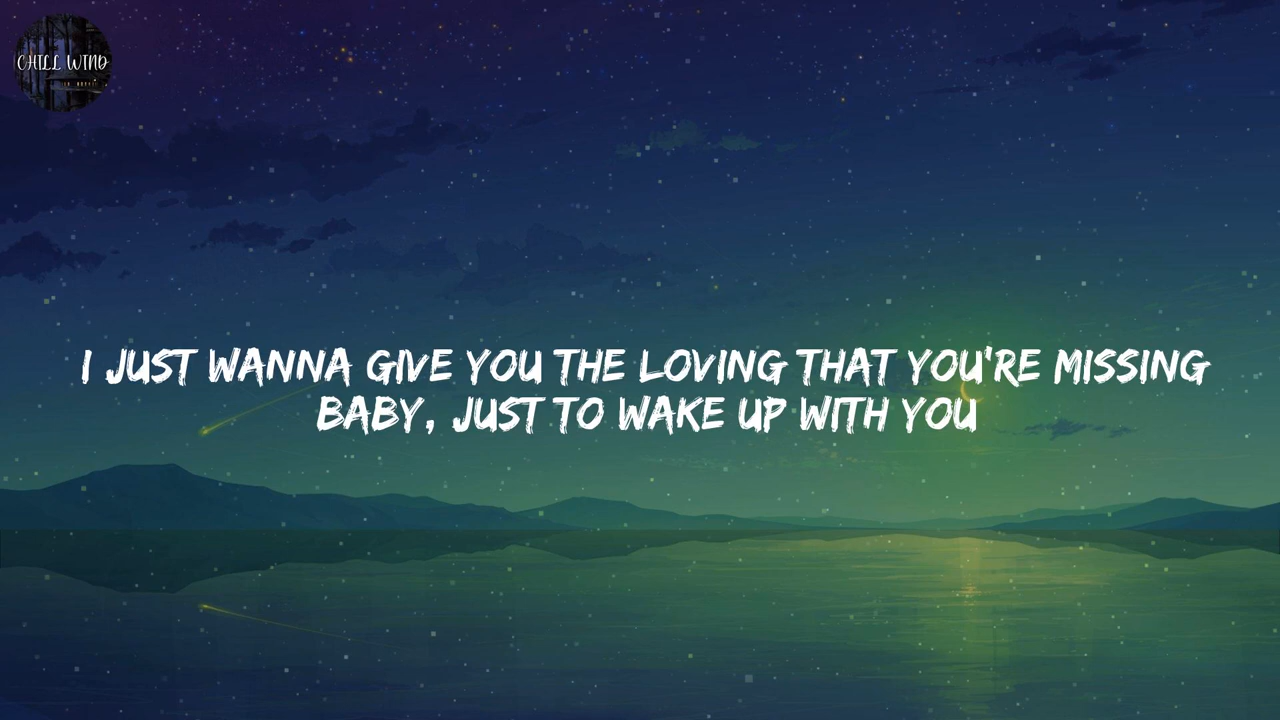 CHILL WIND
I JUST WANNA GIVE YOU THE LOVING THAT YOU'RE MISSING
BABY, JUST TO WAKE UP WITH YOU